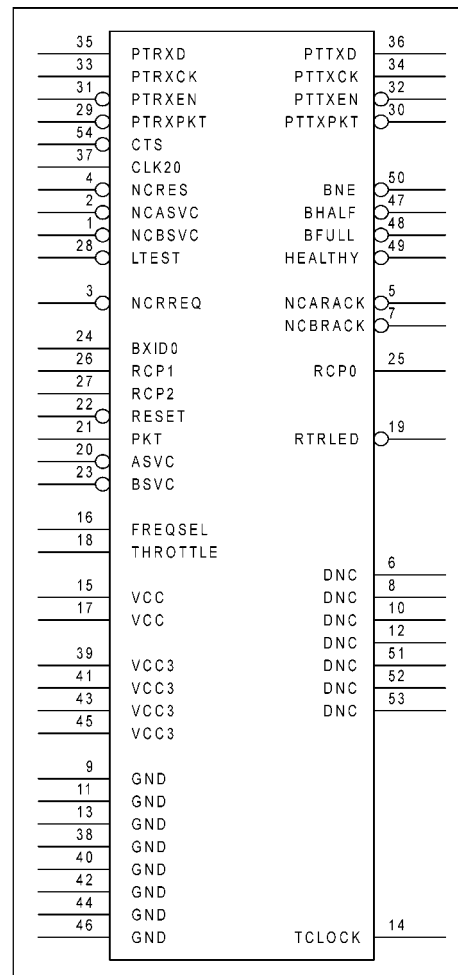 35 PTRXD PTTXD 36
33 PTRXCK PTTXCK 34
31 PTRXEN PTTXEN 32
29 PTRXPKT PTTXPKT 30
54 CTS
37 CLK20
4 NCRES BNE 50
2 NCASVC BHALF 47
1 NCBSVC BFULL 48
28 LTEST HEALTHY 49
3 NCRREQ NCARACK 5
NCBRACK 7
24 BXID0
26 RCP1 RCP0 25
27 RCP2
22 RESET
21 PKT RTRLED 19
20 ASVC
23 BSVC
16 FREQSEL
18 THROTTLE
DNC 6
15 VCC DNC 8
17 VCC DNC 10
DNC 12
39 VCC3 DNC 51
41 VCC3 DNC 52
43 VCC3 DNC 53
45 VCC3
9 GND
11 GND
13 GND
38 GND
40 GND
42 GND
44 GND
46 GND TCLOCK 14